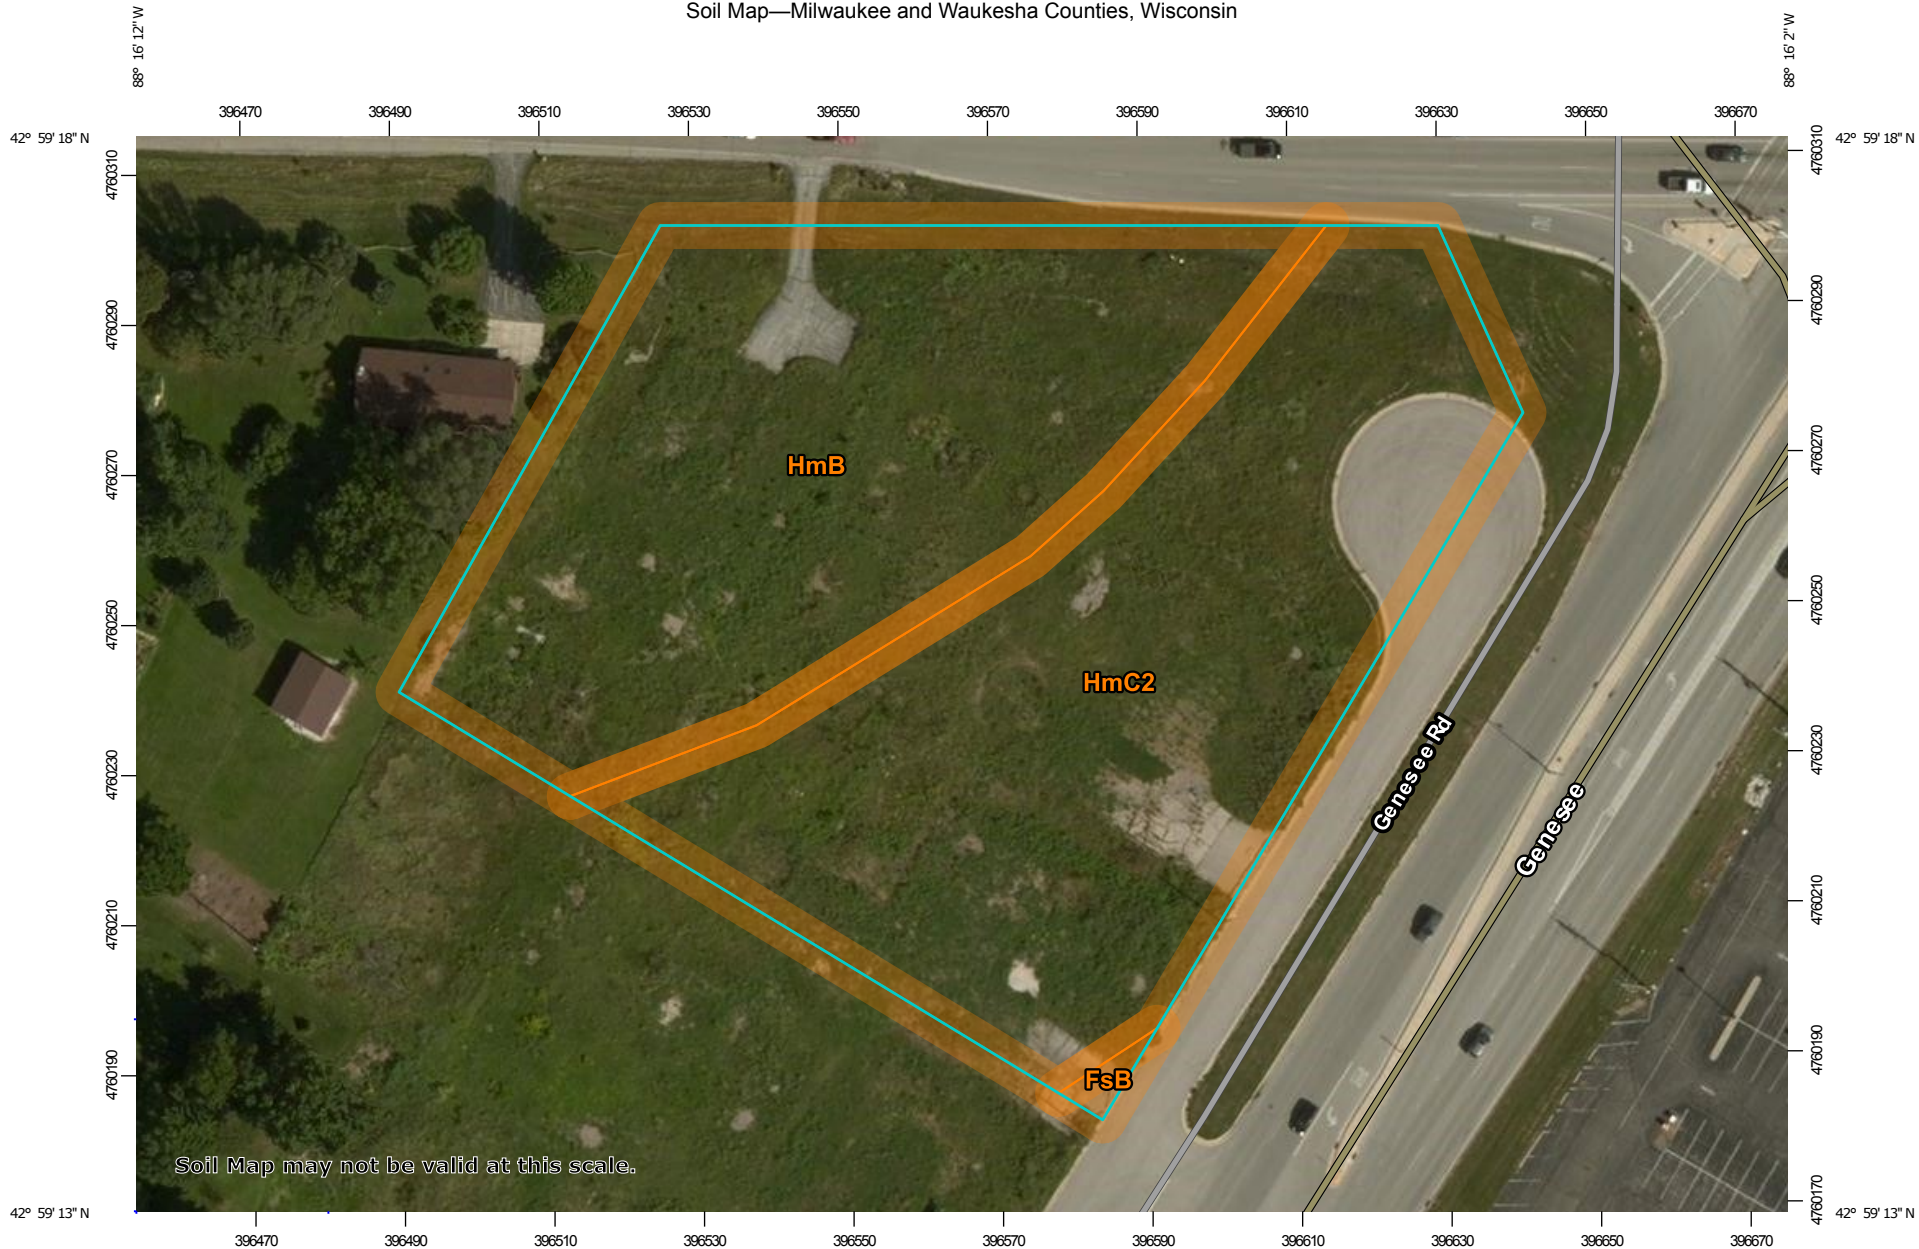 Soil Map—Milwaukee and Waukesha Counties, Wisconsin
88° 16' 12'' W
88° 16' 2'' W
396470 396490 396510 396530 396550 396570 396590 396610 396630 396650 396670
42° 59' 18'' N
42° 59' 18'' N
4760310
4760290
4760270
4760250
4760230
4760210
4760190
4760310
4760290
4760270
4760250
4760230
4760210
4760190
4760170
HmB
HmC2
FsB
Genesee Rd
Genesee
Soil Map may not be valid at this scale.
42° 59' 13'' N
42° 59' 13'' N
396470 396490 396510 396530 396550 396570 396590 396610 396630 396650 396670